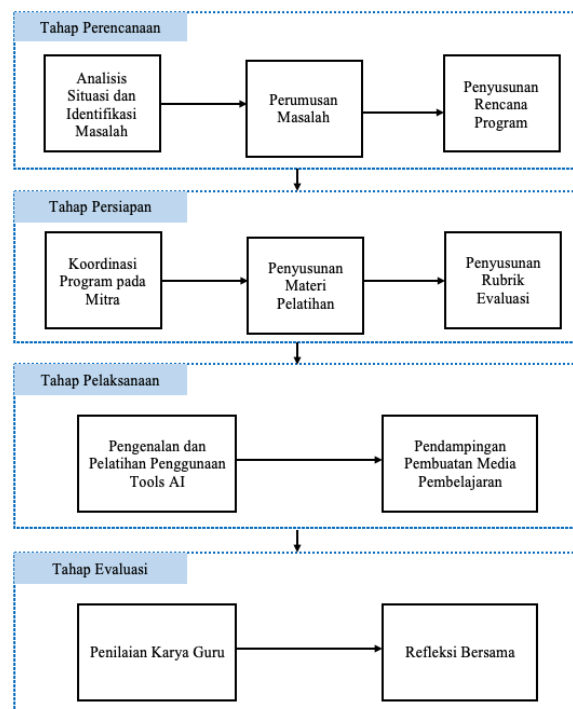 Tahap Perencanaan
Analisis
Situasi dan
Identifikasi
Masalah
Perumusan
Masalah
Penyusunan
Rencana
Program
Tahap Persiapan
Koordinasi
Program pada
Mitra
Penyusunan
Materi
Pelatihan
Penyusunan
Rubrik
Evaluasi
Tahap Pelaksanaan
Pengenalan dan
Pelatihan Penggunaan
Tools AI
Pendampingan
Pembuatan Media
Pembelajaran
Tahap Evaluasi
Penilaian Karya Guru
Refleksi Bersama